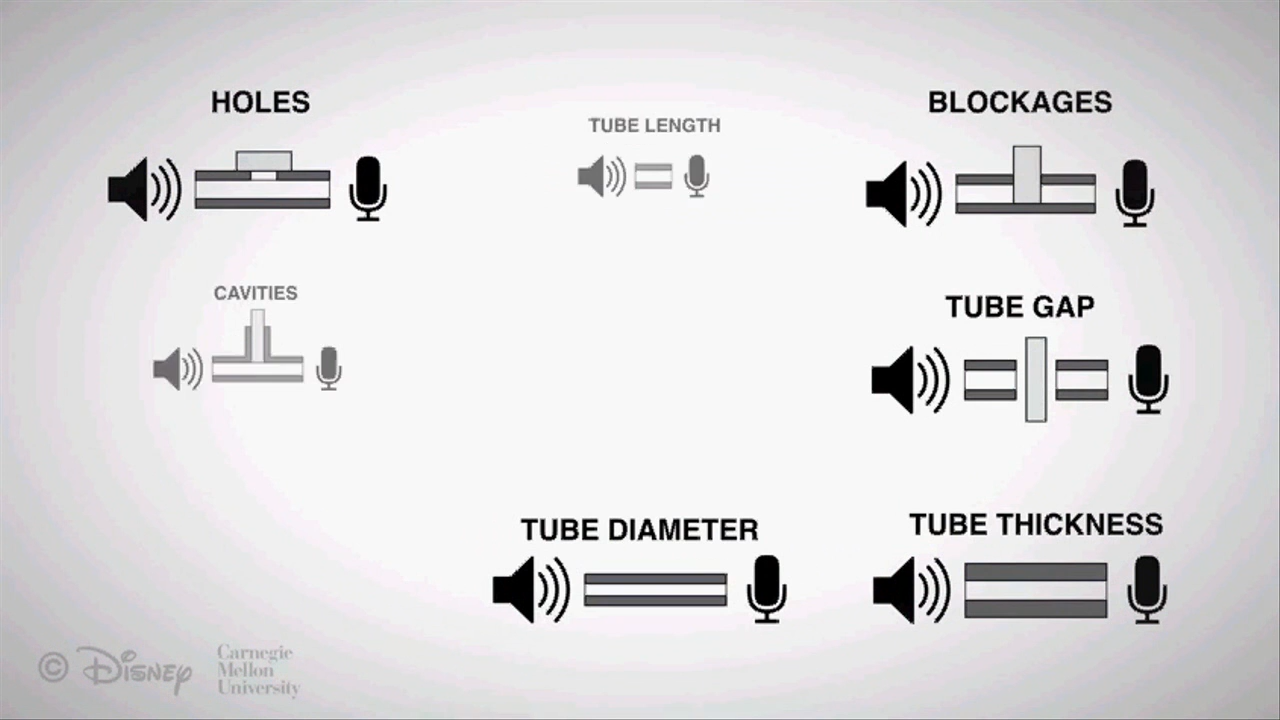 HOLES
TUBE LENGTH
BLOCKAGES
CAVITIES
TUBE GAP
TUBE DIAMETER
TUBE THICKNESS
© Disney
Carnegie
Mellon
University